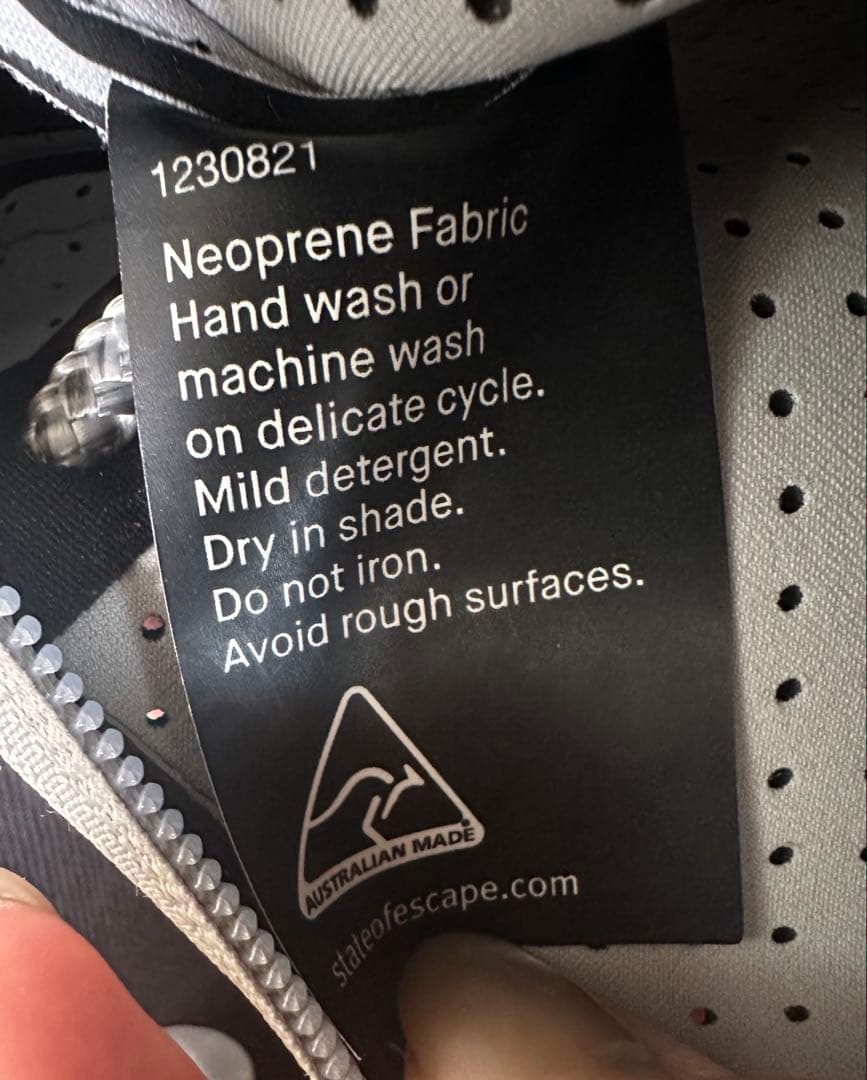 1230821
Neoprene Fabric
Hand wash or
machine wash
on delicate cycle.
Mild detergent.
Dry in shade.
Do not iron.
Avoid rough surfaces.
AUSTRALIAN MADE
stateofescape.com